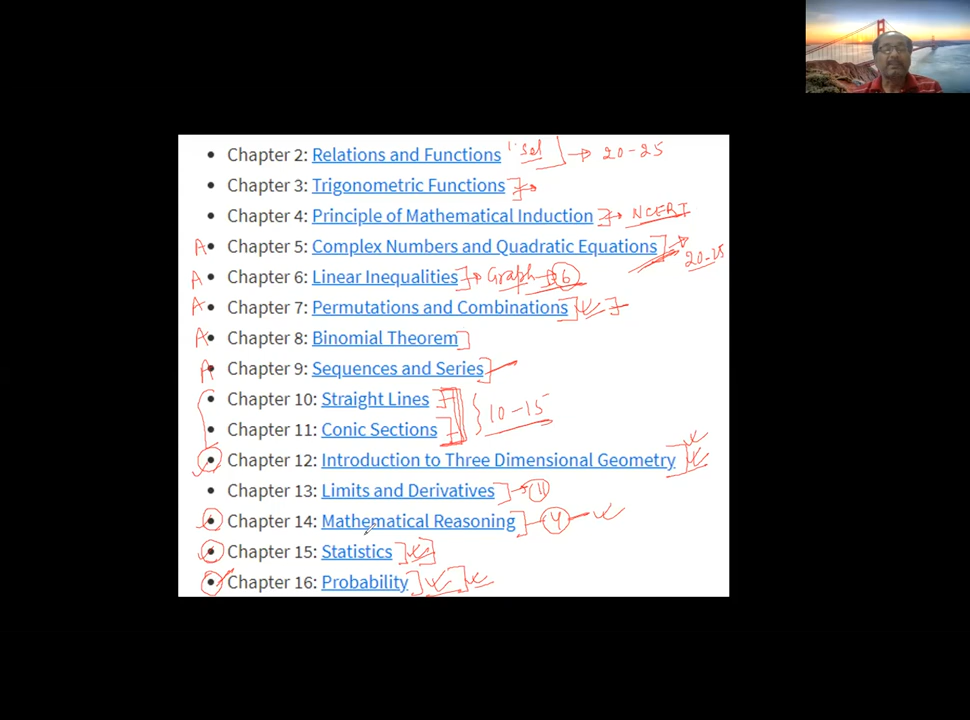 • Chapter 2: Relations and Functions → 20-25
• Chapter 3: Trigonometric Functions
• Chapter 4: Principle of Mathematical Induction → NCERT
A • Chapter 5: Complex Numbers and Quadratic Equations → 20-25
A • Chapter 6: Linear Inequalities → Graph → 6
A • Chapter 7: Permutations and Combinations
A • Chapter 8: Binomial Theorem
A • Chapter 9: Sequences and Series
• Chapter 10: Straight Lines
10-15
• Chapter 11: Conic Sections
• Chapter 12: Introduction to Three Dimensional Geometry
• Chapter 13: Limits and Derivatives → 11
• Chapter 14: Mathematical Reasoning 4
• Chapter 15: Statistics
• Chapter 16: Probability